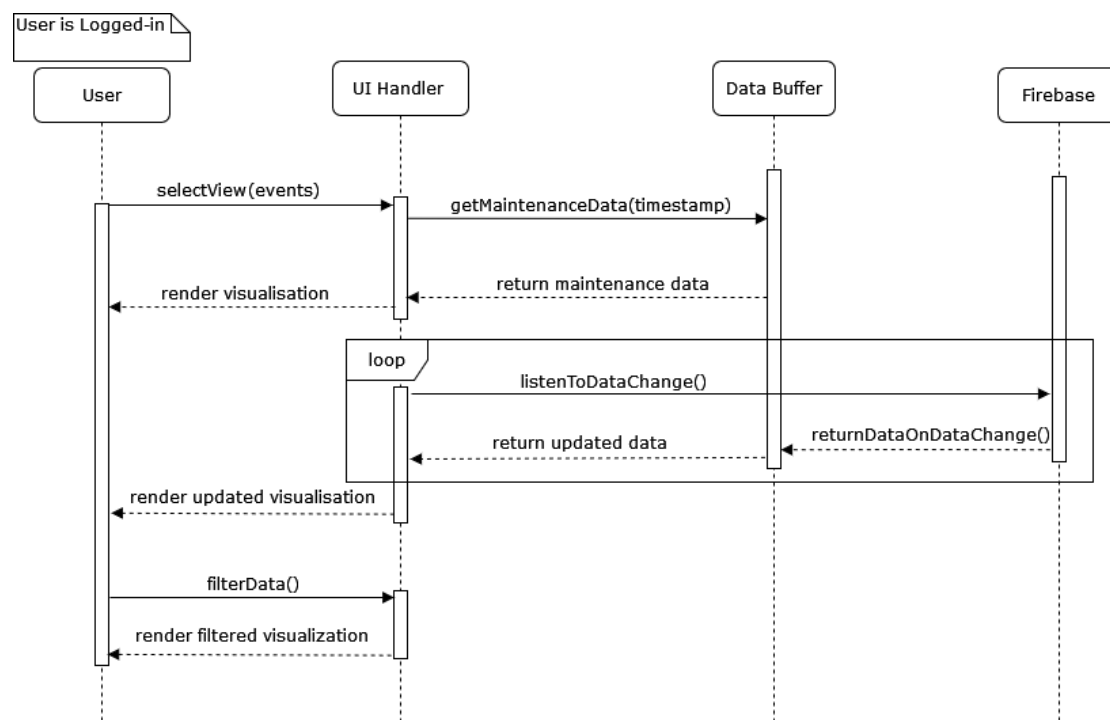 User is Logged-in
User
UI Handler
Data Buffer
Firebase
selectView(events)
getMaintenanceData(timestamp)
return maintenance data
render visualisation
loop
listenToDataChange()
returnDataOnDataChange()
return updated data
render updated visualisation
filterData()
render filtered visualization